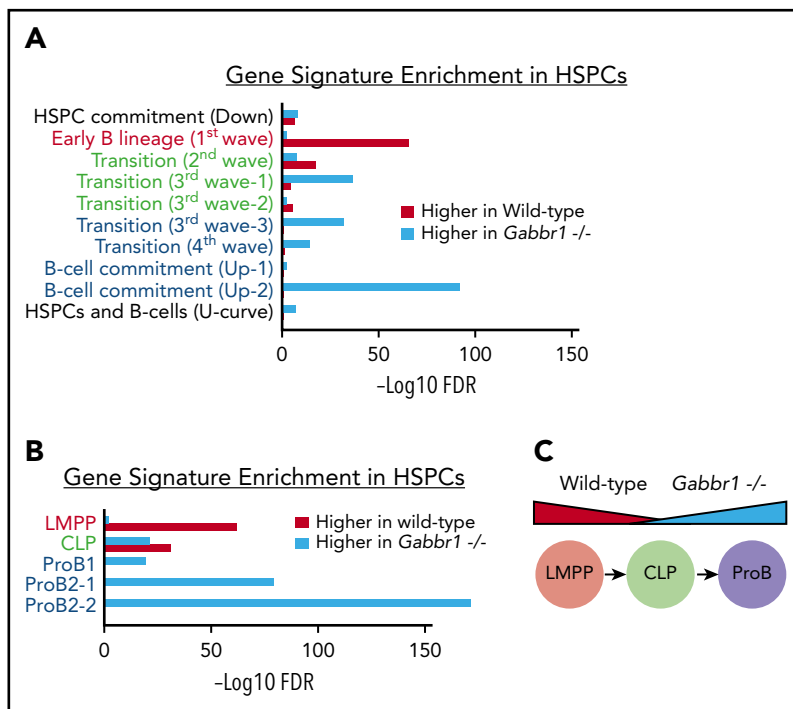 A
Gene Signature Enrichment in HSPCs
HSPC commitment (Down)
Early B lineage (1st wave)
Transition (2nd wave)
Transition (3rd wave-1)
Transition (3rd wave-2)
Transition (3rd wave-3)
Transition (4th wave)
B-cell commitment (Up-1)
B-cell commitment (Up-2)
HSPCs and B-cells (U-curve)
Higher in Wild-type
Higher in Gabbr1 -/-
0 50 100 150
–Log10 FDR
B
Gene Signature Enrichment in HSPCs
LMPP
CLP
ProB1
ProB2-1
ProB2-2
Higher in wild-type
Higher in Gabbr1 -/-
0 50 100 150
–Log10 FDR
C
Wild-type Gabbr1 -/-
LMPP CLP ProB